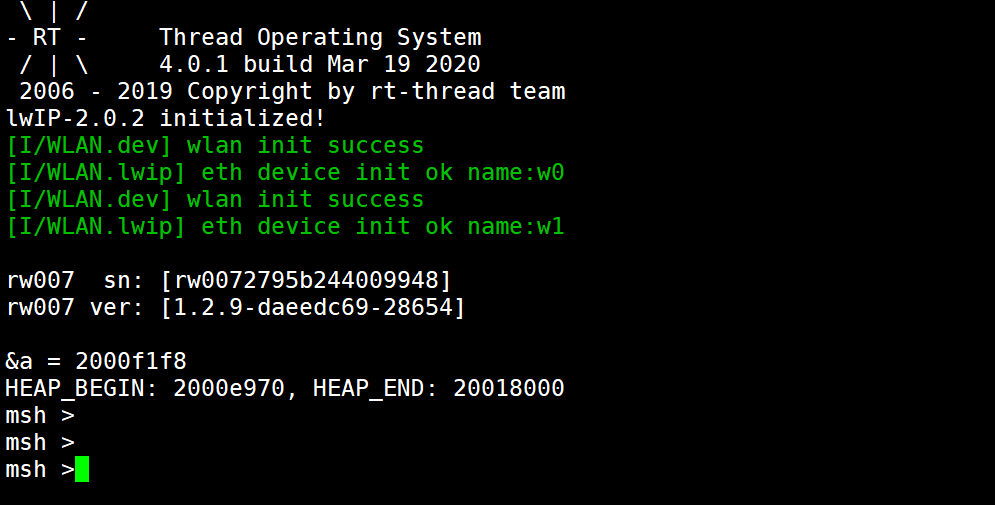 \ | /
- RT -     Thread Operating System
 / | \     4.0.1 build Mar 19 2020
 2006 - 2019 Copyright by rt-thread team
lwIP-2.0.2 initialized!
[I/WLAN.dev] wlan init success
[I/WLAN.lwip] eth device init ok name:w0
[I/WLAN.dev] wlan init success
[I/WLAN.lwip] eth device init ok name:w1
rw007  sn: [rw0072795b244009948]
rw007 ver: [1.2.9-daeedc69-28654]
&a = 2000f1f8
HEAP_BEGIN: 2000e970, HEAP_END: 20018000
msh >
msh >
msh >